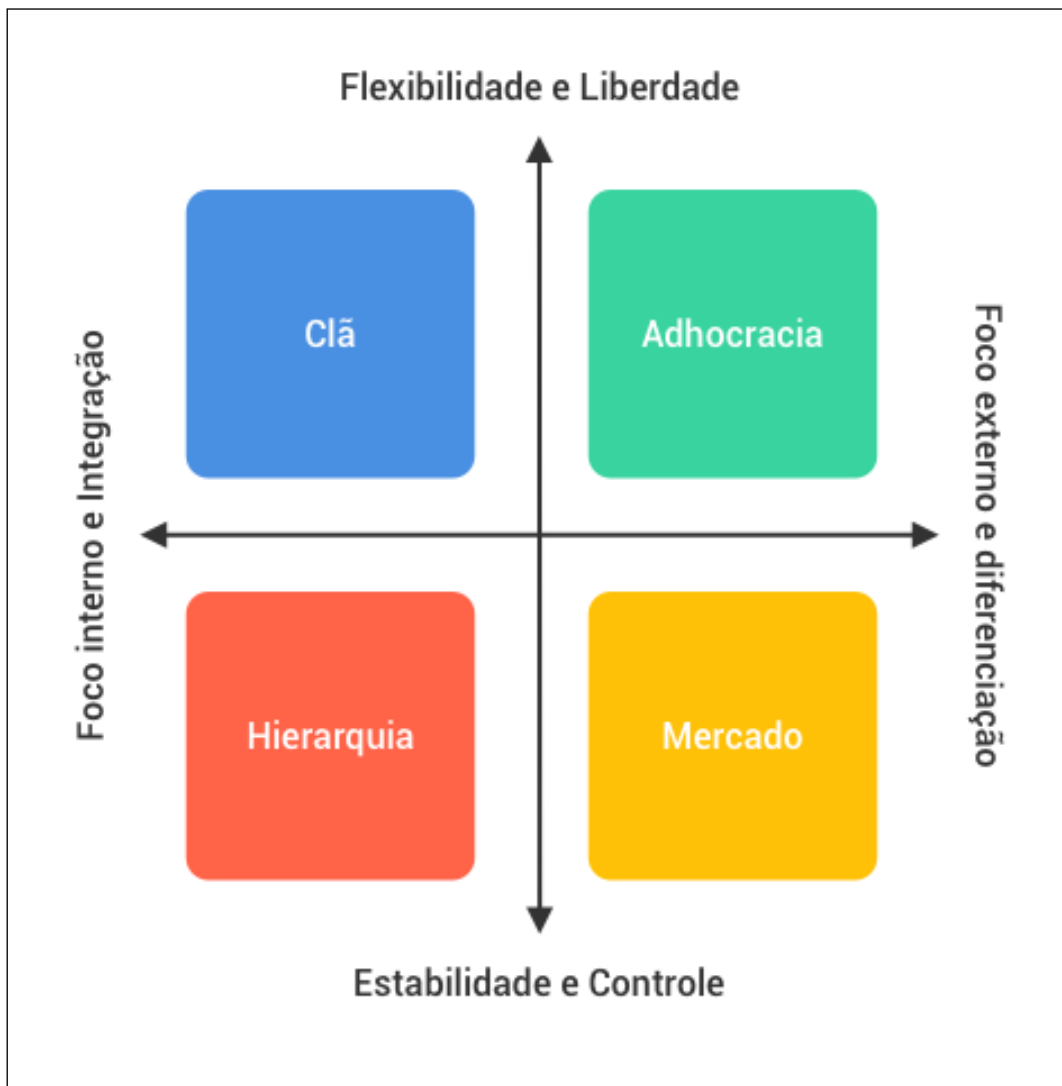 Flexibilidade e Liberdade
Clã
Adhocracia
Foco interno e Integração
Foco externo e diferenciação
Hierarquia
Mercado
Estabilidade e Controle